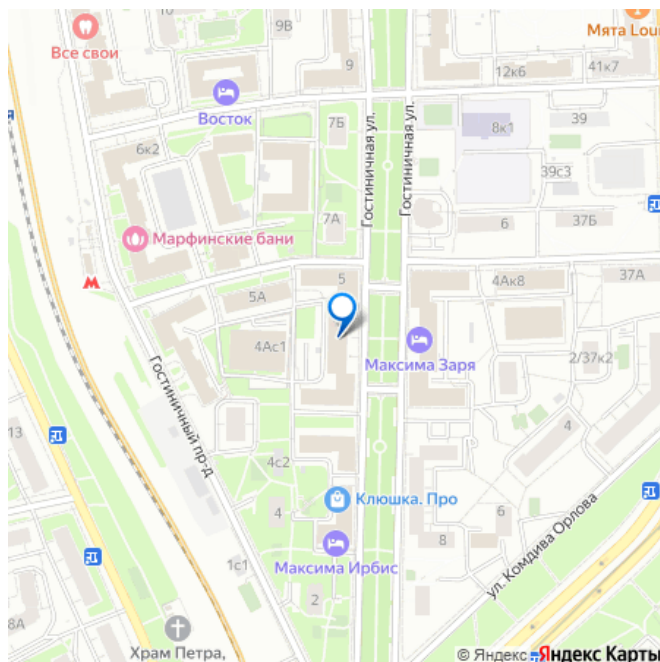 9В
Мята Lour
Все свои
9
12к6
41к7
Восток
7Б
Гостиничная ул.
Гостиничная ул.
8к1
39
6к2
39с3
7А
6
37Б
Марфинские бани
5
4Ак8
37А
5А
4Ас1
Максима Заря
2/37к2
Гостиничный пр-д
4
4с2
Клюшка. Про
4
6
8
ул. Комдива Орлова
13
1с1
Максима Ирбис
2
8А
Храм Петра,
© Яндекс Яндекс Карты